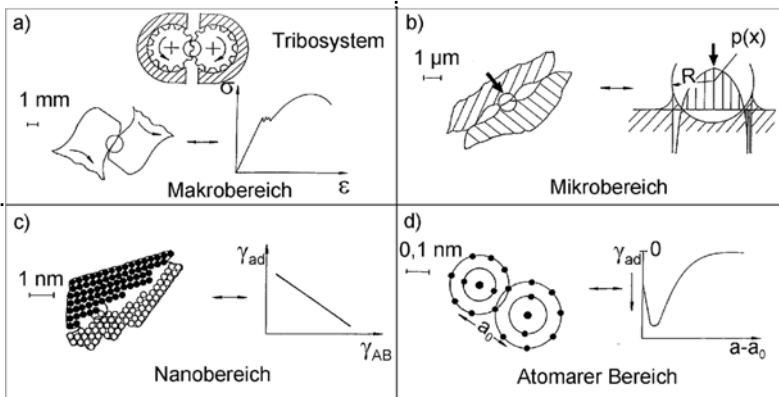 a)
Tribosystem
1 mm
σ
ε
Makrobereich
b)
1 µm
R
p(x)
Mikrobereich
c)
1 nm
γad
γAB
Nanobereich
d)
0,1 nm
a0
γad
0
a-a0
Atomarer Bereich